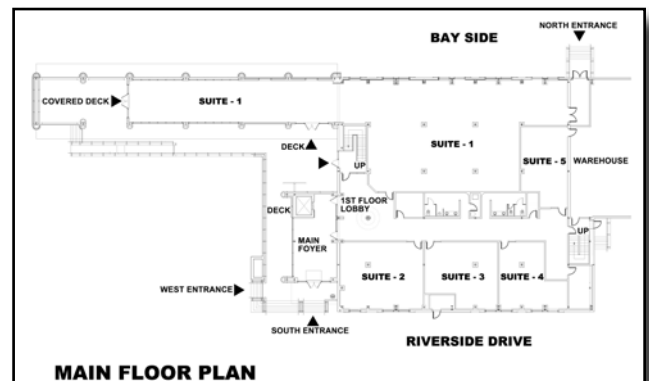 NORTH ENTRANCE
BAY SIDE
COVERED DECK
SUITE - 1
DECK
UP
SUITE - 1
SUITE - 5
WAREHOUSE
1ST FLOOR
LOBBY
DECK
MAIN
FOYER
UP
SUITE - 2
SUITE - 3
SUITE - 4
WEST ENTRANCE
SOUTH ENTRANCE
RIVERSIDE DRIVE
MAIN FLOOR PLAN